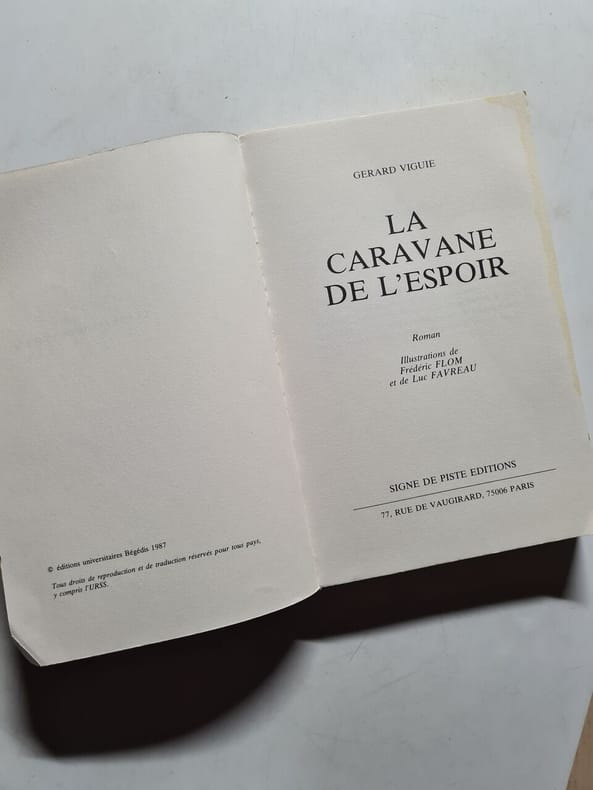 © éditions universitaires Bégédis 1987
Tous droits de reproduction et de traduction réservés pour tous pays,
y compris l'URSS.
GERARD VIGUIE
LA
CARAVANE
DE L'ESPOIR
Roman
Illustrations de
Frédéric FLOM
et de Luc FAVREAU
SIGNE DE PISTE EDITIONS
77, RUE DE VAUGIRARD, 75006 PARIS